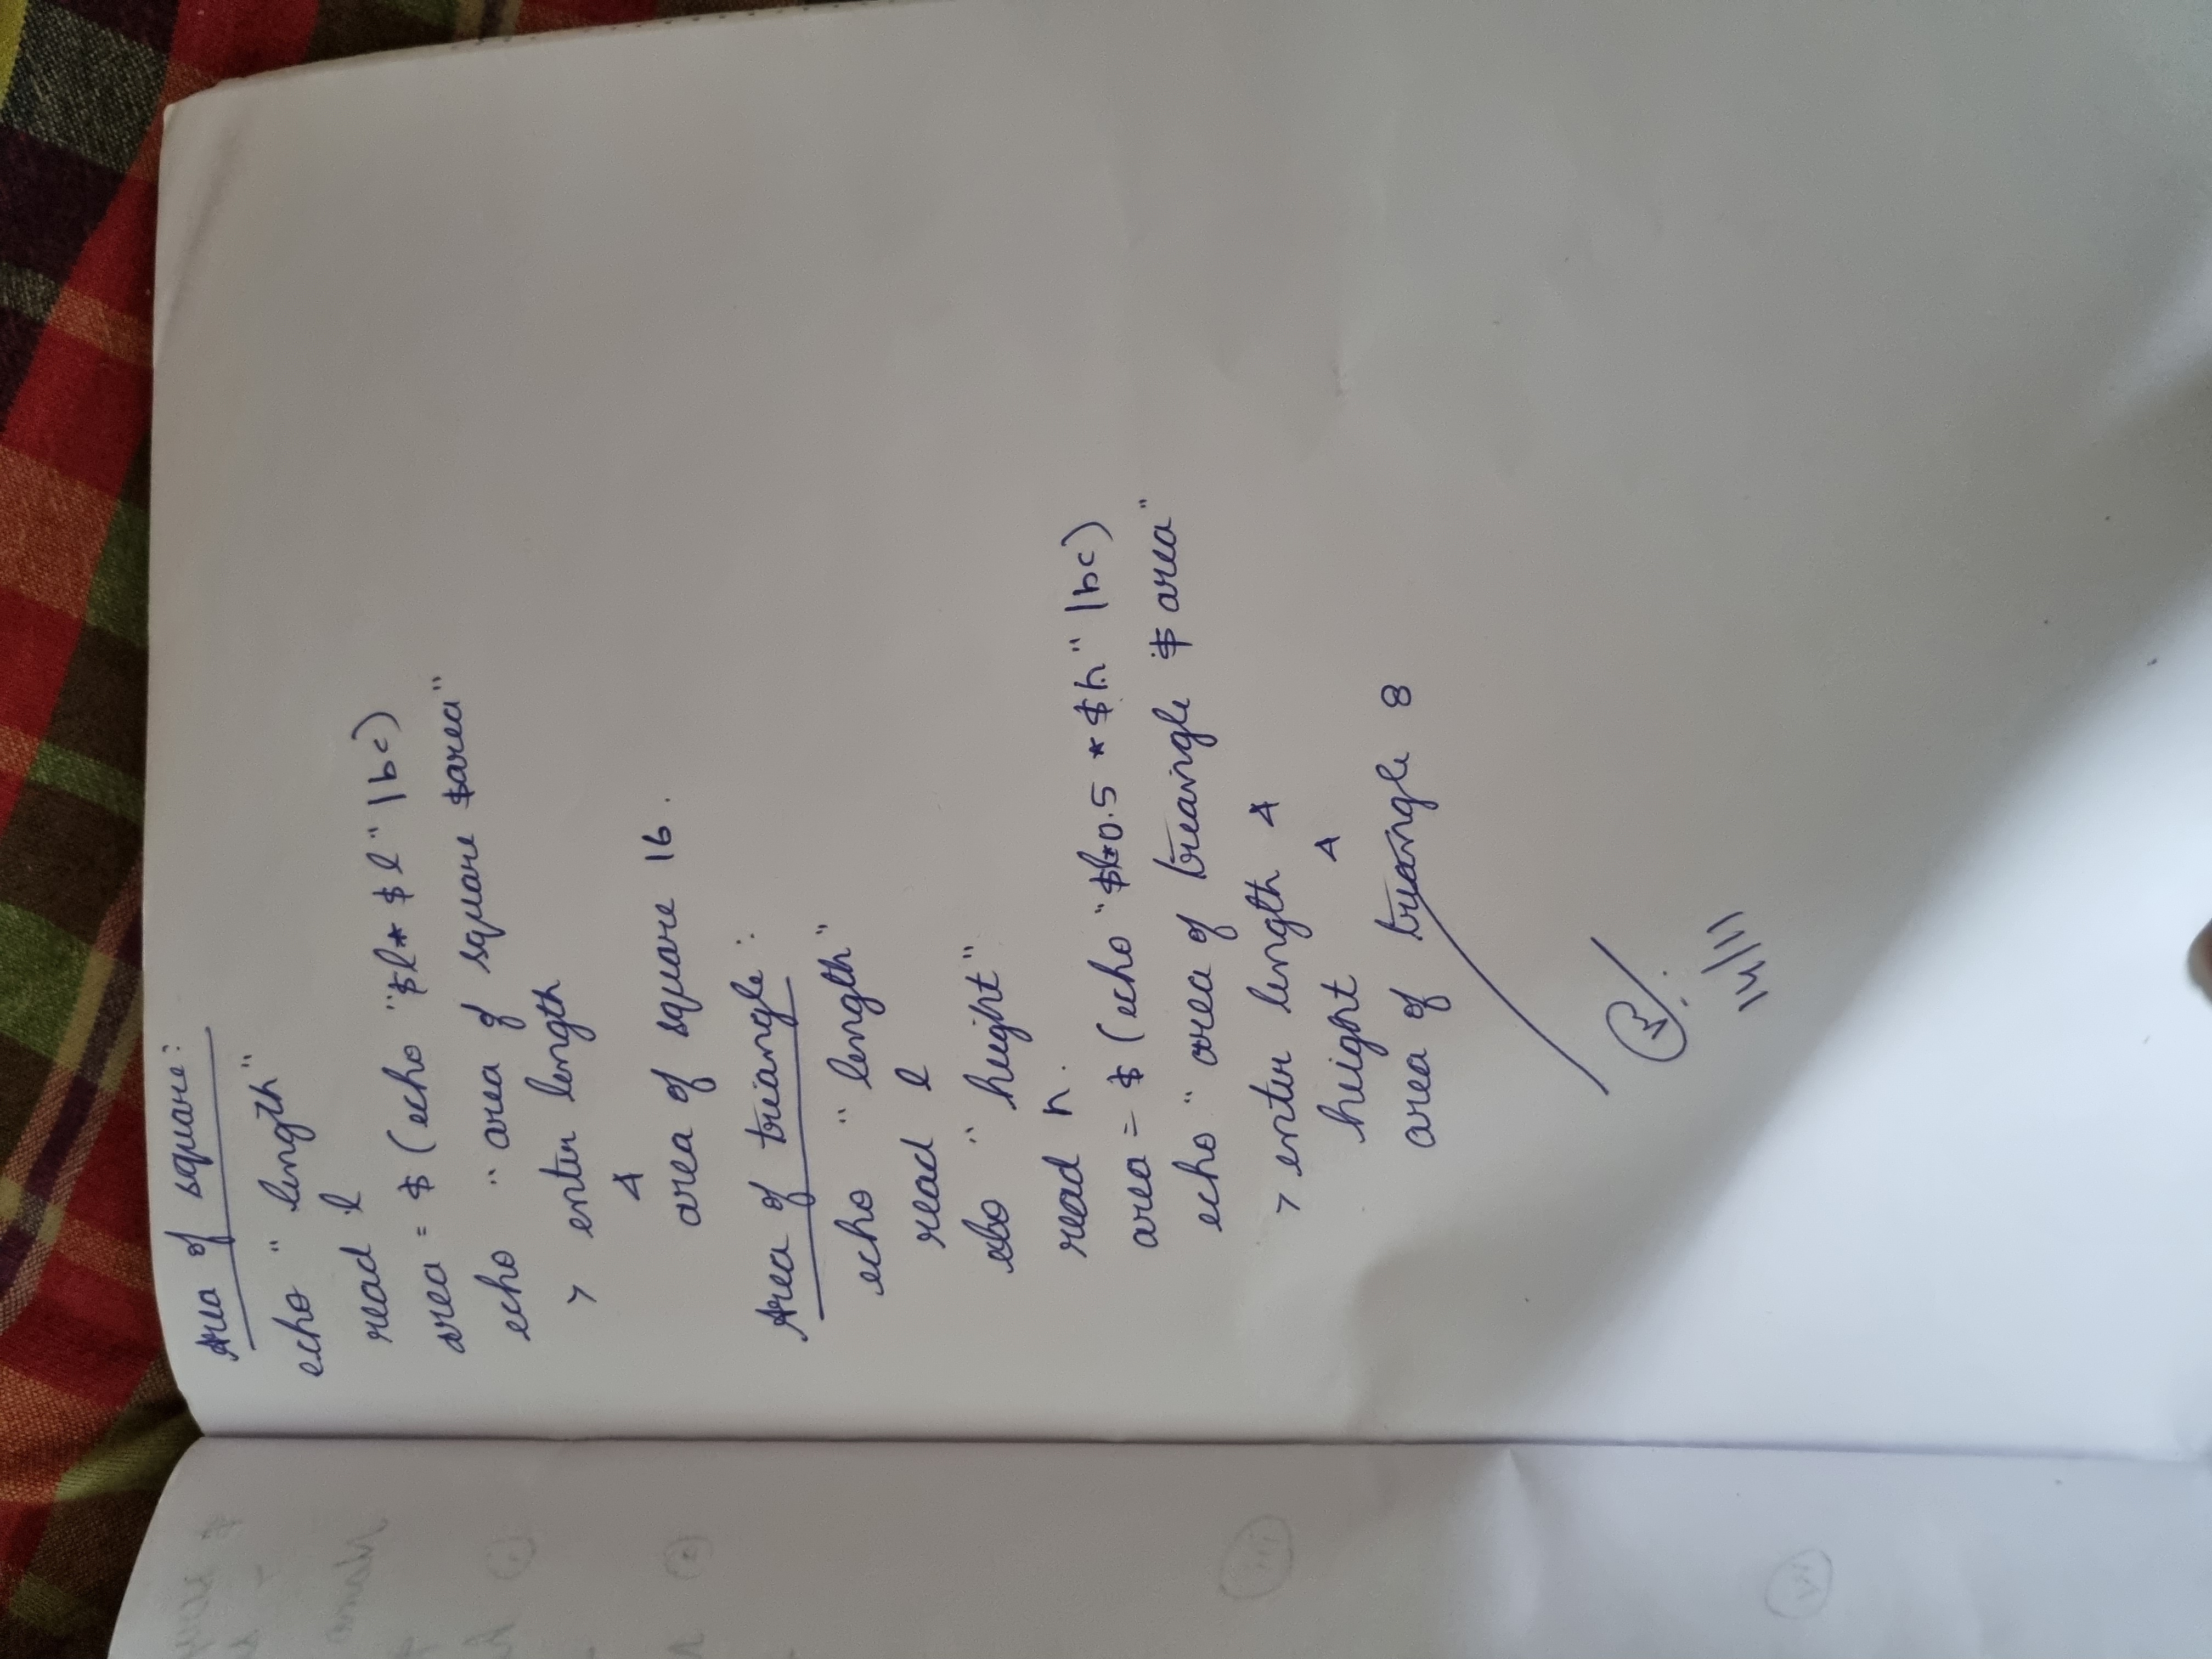 Area of square:
echo "length"
read l
area = $ (echo "$l* $l" | bc)
echo "area of square $area"
> enter length
4
area of square 16.
Area of triangle:
echo "length"
read l
echo "height"
read h.
area = $ (echo "$l*0.5 * $h" | bc)
echo "area of triangle $ area"
> enter length 4
height 4
area of triangle 8
14/11